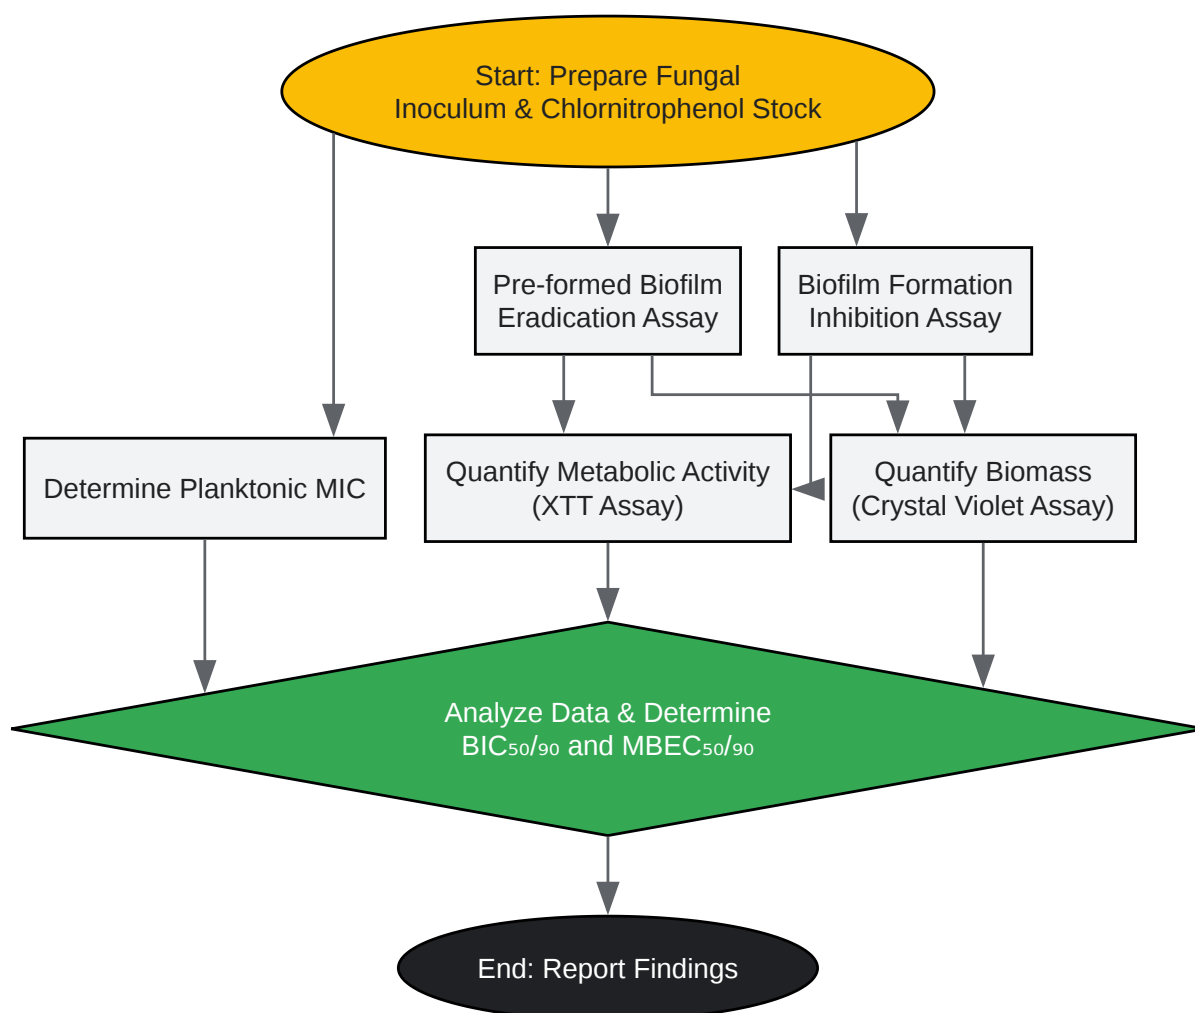 Start: Prepare Fungal
Inoculum & Chlornitrophenol Stock
Pre-formed Biofilm
Eradication Assay
Biofilm Formation
Inhibition Assay
Determine Planktonic MIC
Quantify Metabolic Activity
(XTT Assay)
Quantify Biomass
(Crystal Violet Assay)
Analyze Data & Determine
BIC₅₀/₉₀ and MBEC₅₀/₉₀
End: Report Findings